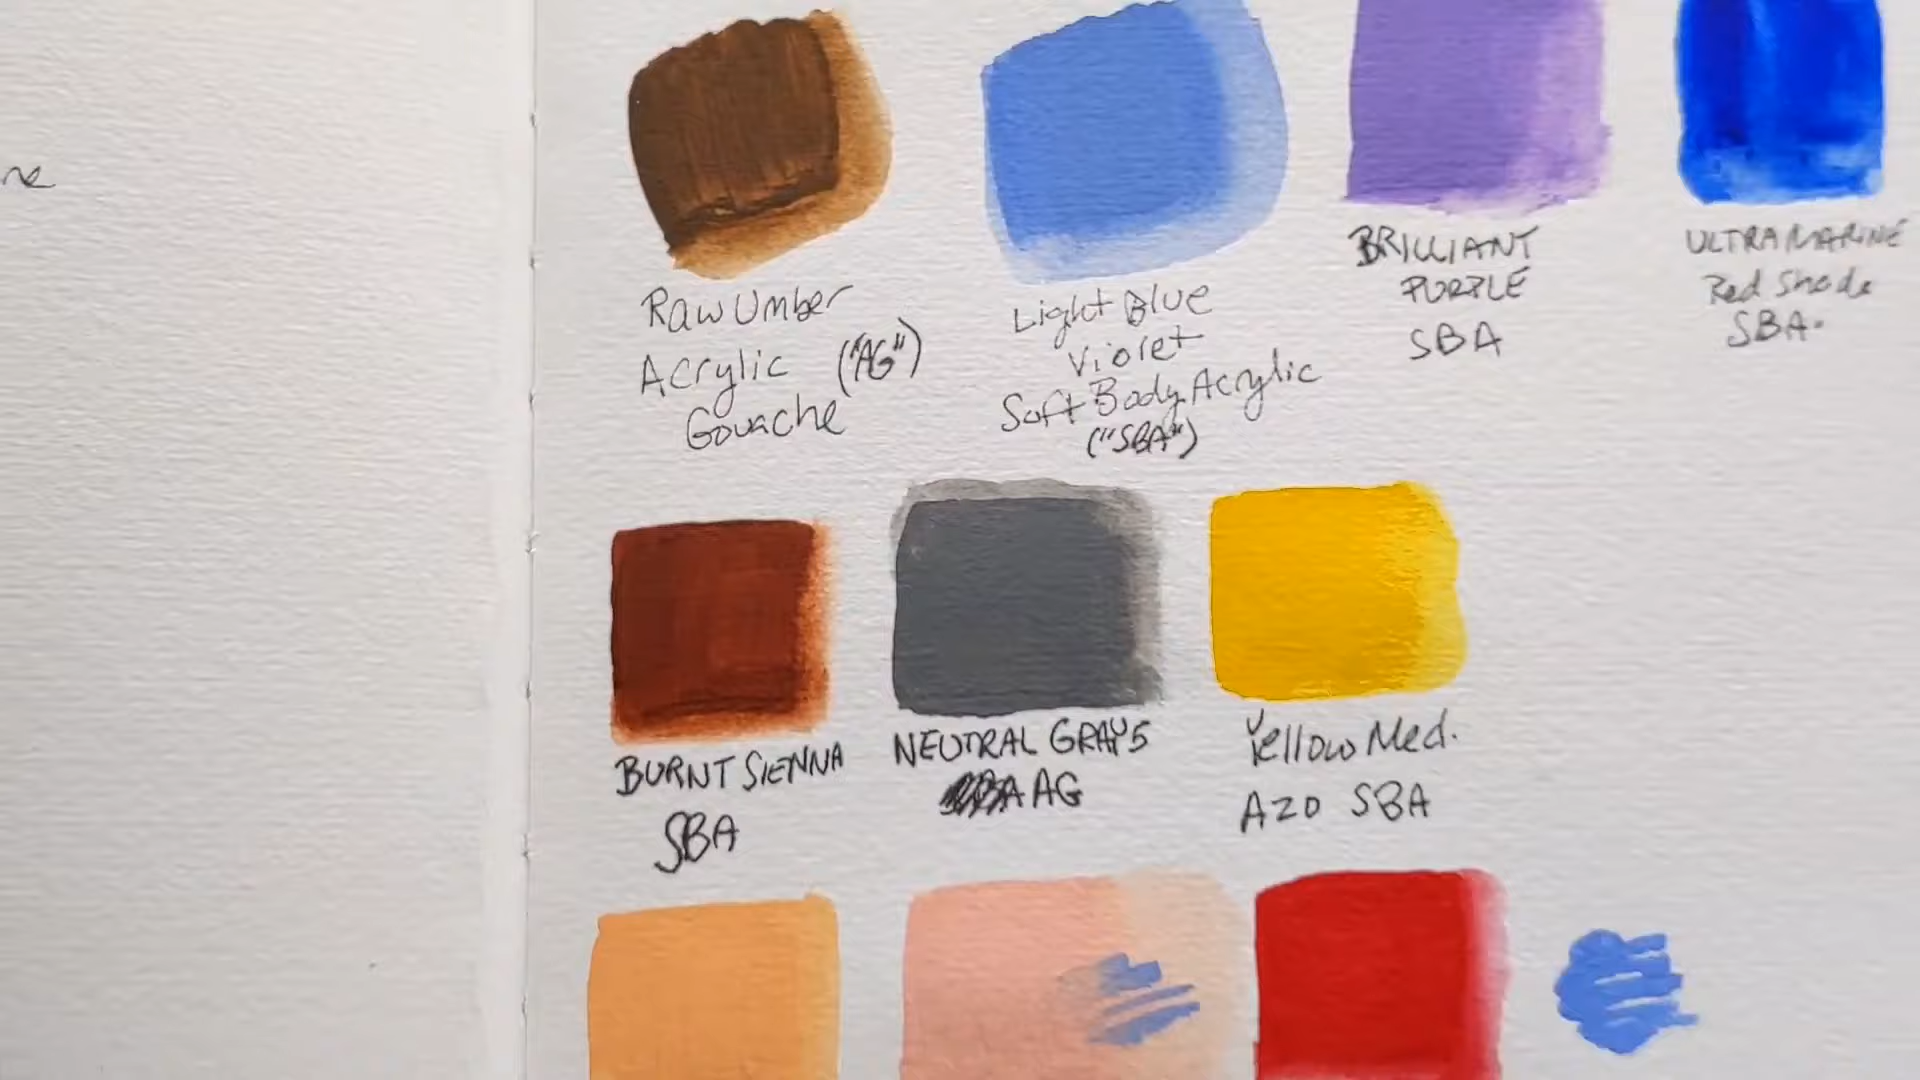 Raw Umber
Acrylic ("AG")
Gouache
Light Blue
Violet
Soft Body Acrylic
("SBA")
BRILLIANT
PURPLE
SBA
ULTRAMARINE
Red Shade
SBA.
BURNT SIENNA
SBA
NEUTRAL GRAY 5
AG
Yellow Med.
AZO SBA